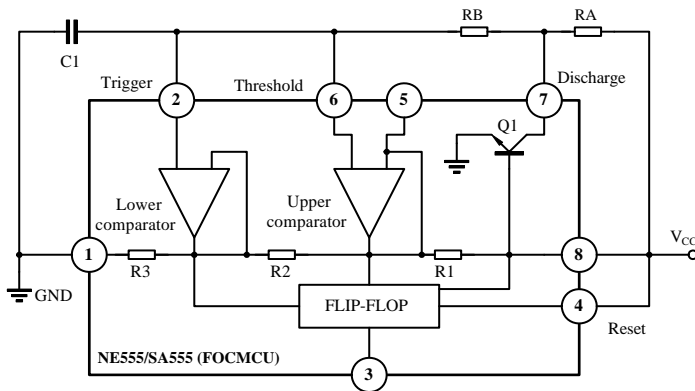 RB
RA
C1
Trigger
Threshold
Discharge
2
6
5
7
Q1
Lower
comparator
Upper
comparator
1
R3
R2
R1
8
VCC
GND
FLIP-FLOP
4
Reset
NE555/SA555 (FOCMCU)
3